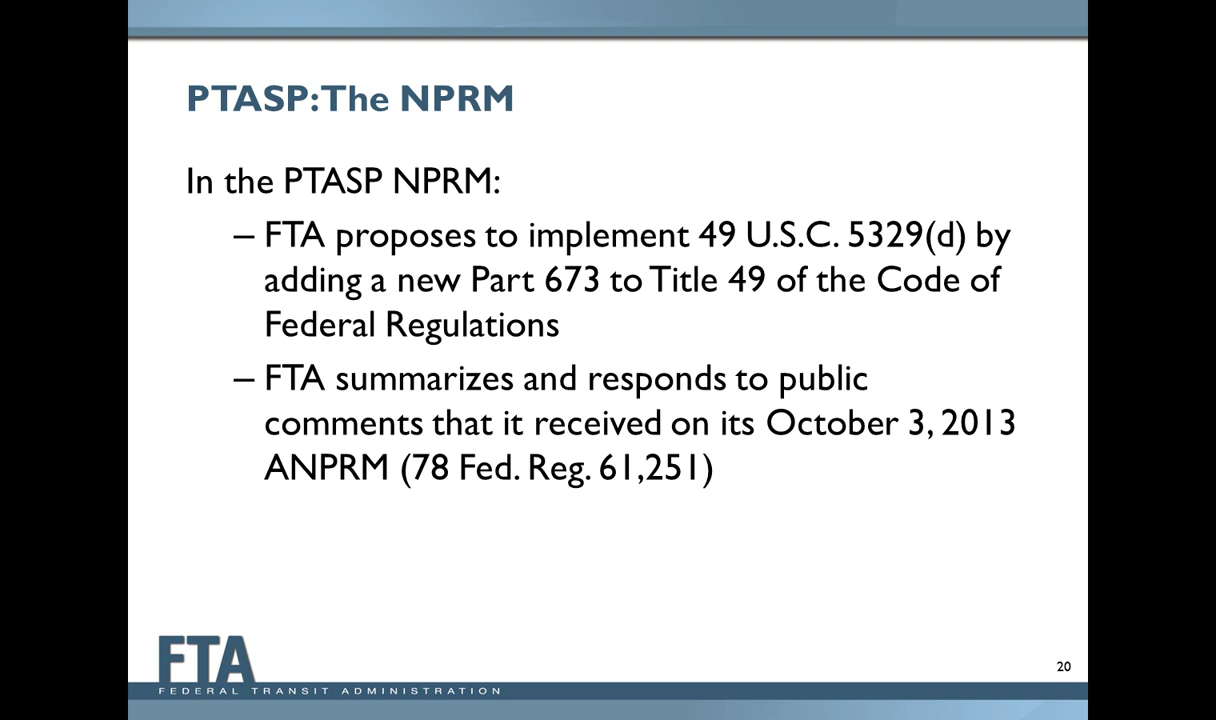 PTASP: The NPRM
In the PTASP NPRM:
– FTA proposes to implement 49 U.S.C. 5329(d) by
adding a new Part 673 to Title 49 of the Code of
Federal Regulations
– FTA summarizes and responds to public
comments that it received on its October 3, 2013
ANPRM (78 Fed. Reg. 61,251)
FTA
FEDERAL TRANSIT ADMINISTRATION
20